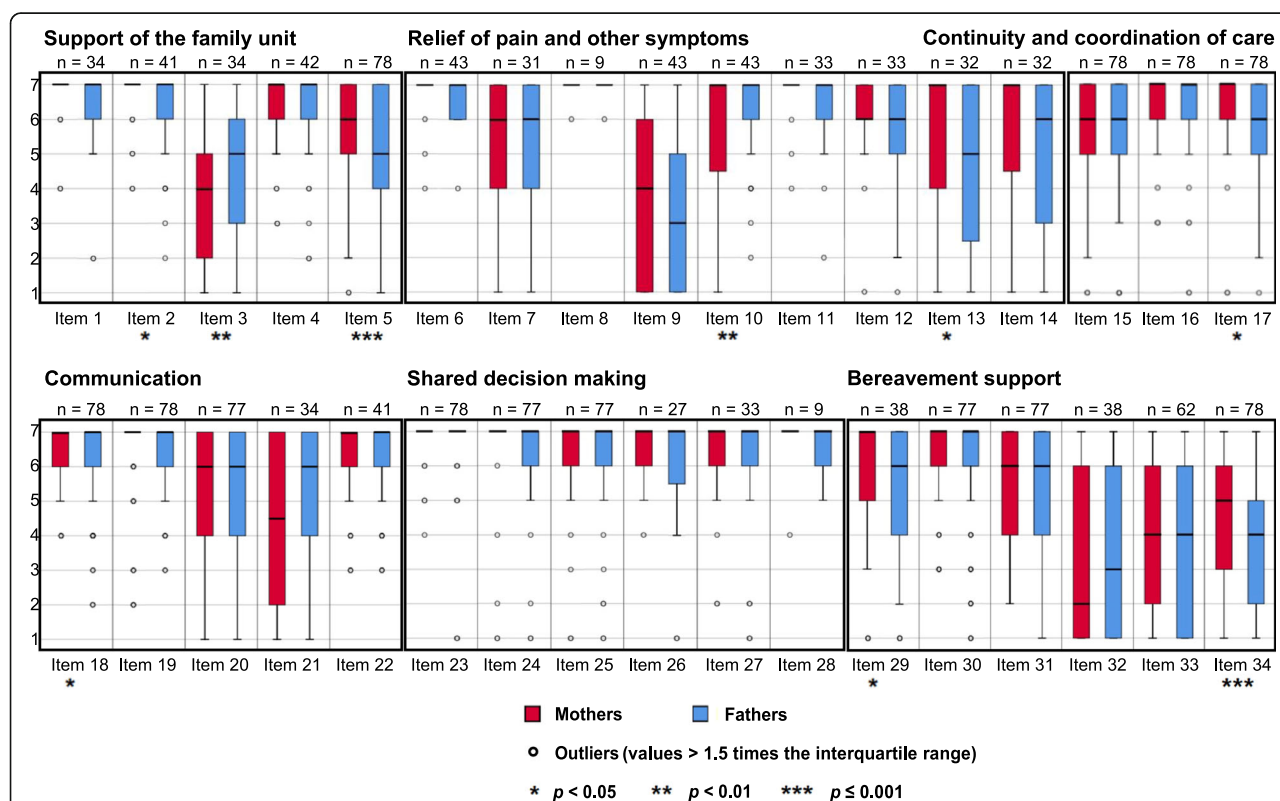 Support of the family unit Relief of pain and other symptoms Continuity and coordination of care
n = 34 n = 41 n = 34 n = 42 n = 78 n = 43 n = 31 n = 9 n = 43 n = 43 n = 33 n = 33 n = 32 n = 32 n = 78 n = 78 n = 78
7
6
5
4
3
2
1
Item 1 Item 2 Item 3 Item 4 Item 5 Item 6 Item 7 Item 8 Item 9 Item 10 Item 11 Item 12 Item 13 Item 14 Item 15 Item 16 Item 17
* ** *** ** * *
Communication Shared decision making Bereavement support
n = 78 n = 78 n = 77 n = 34 n = 41 n = 78 n = 77 n = 77 n = 27 n = 33 n = 9 n = 38 n = 77 n = 77 n = 38 n = 62 n = 78
7
6
5
4
3
2
1
Item 18 Item 19 Item 20 Item 21 Item 22 Item 23 Item 24 Item 25 Item 26 Item 27 Item 28 Item 29 Item 30 Item 31 Item 32 Item 33 Item 34
* * ***
Mothers Fathers
Outliers (values > 1.5 times the interquartile range)
* p < 0.05 ** p < 0.01 *** p ≤ 0.001